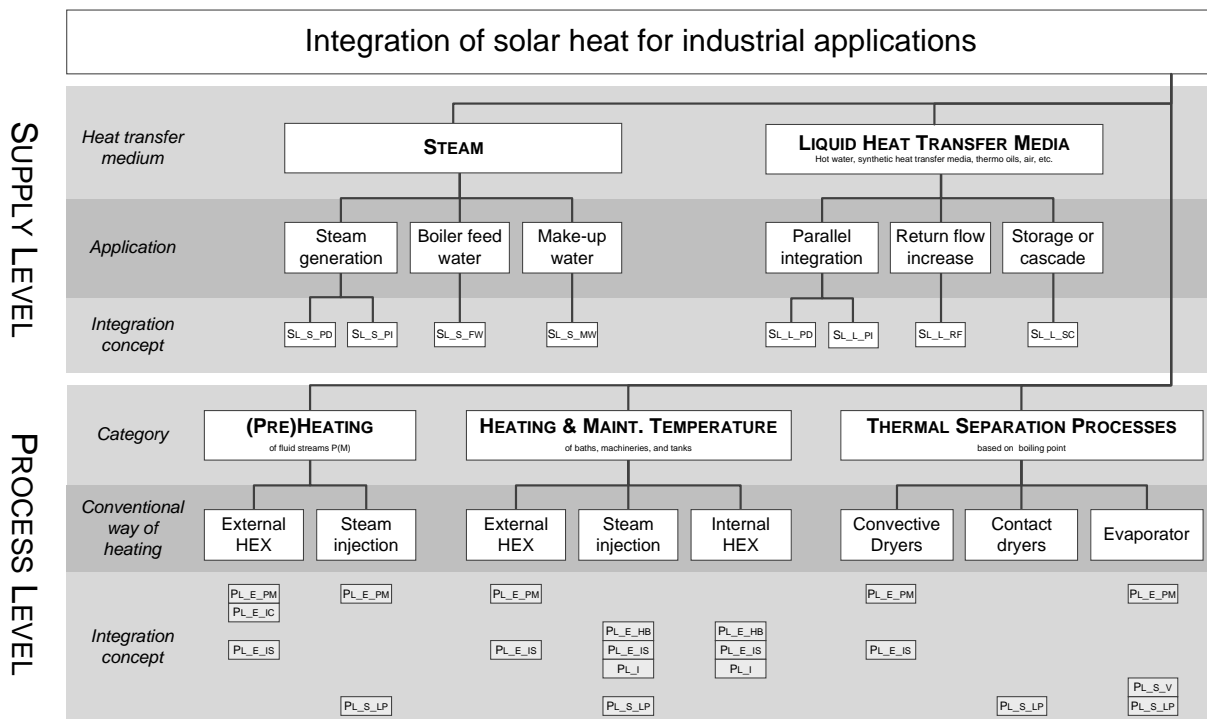 Integration of solar heat for industrial applications
SUPPLY LEVEL
Heat transfer
medium
STEAM
LIQUID HEAT TRANSFER MEDIA
Hot water, synthetic heat transfer media, thermo oils, air, etc.
Application
Steam
generation
Boiler feed
water
Make-up
water
Parallel
integration
Return flow
increase
Storage or
cascade
Integration
concept
SL_S_PD
SL_S_PI
SL_S_FW
SL_S_MW
SL_L_PD
SL_L_PI
SL_L_RF
SL_L_SC
PROCESS LEVEL
Category
(PRE)HEATING
of fluid streams P(M)
HEATING & MAINT. TEMPERATURE
of baths, machineries, and tanks
THERMAL SEPARATION PROCESSES
based on boiling point
Conventional
way of
heating
External
HEX
Steam
injection
External
HEX
Steam
injection
Internal
HEX
Convective
Dryers
Contact
dryers
Evaporator
Integration
concept
PL_E_PM
PL_E_IC
PL_E_IS
PL_E_PM
PL_S_LP
PL_E_PM
PL_E_IS
PL_E_HB
PL_E_IS
PL_I
PL_S_LP
PL_E_HB
PL_E_IS
PL_I
PL_E_PM
PL_E_IS
PL_S_LP
PL_E_PM
PL_S_V
PL_S_LP